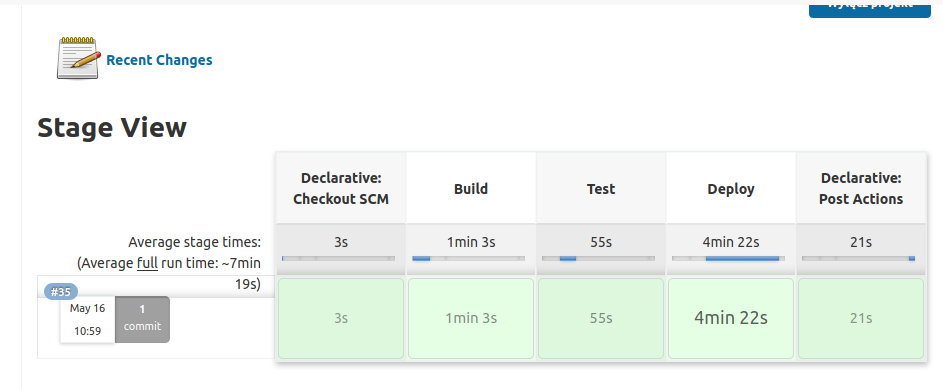 Wyłącz projekt
Recent Changes
Stage View
Declarative:
Checkout SCM
Build
Test
Deploy
Declarative:
Post Actions
Average stage times:
(Average full run time: ~7min
19s)
3s
1min 3s
55s
4min 22s
21s
#35
May 16
10:59
1
commit
3s
1min 3s
55s
4min 22s
21s